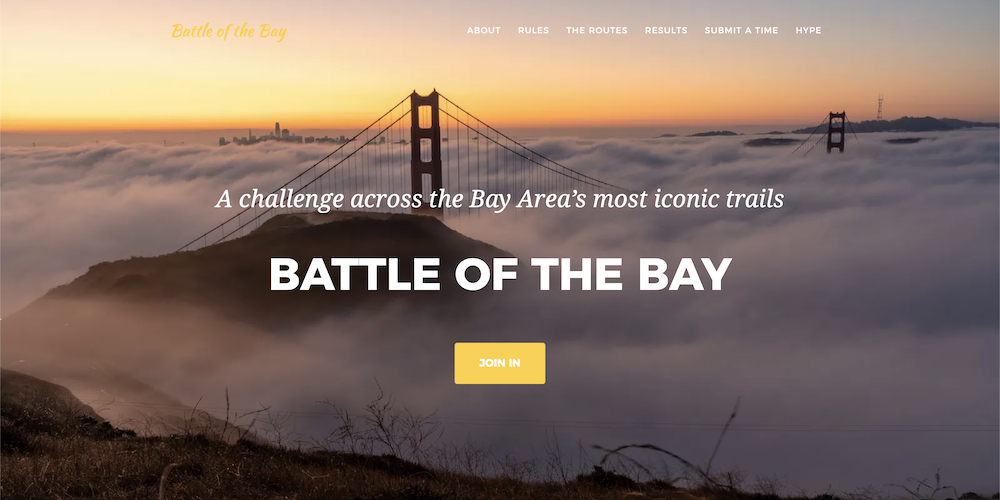 Battle of the Bay
ABOUT RULES THE ROUTES RESULTS SUBMIT A TIME HYPE
A challenge across the Bay Area’s most iconic trails
BATTLE OF THE BAY
JOIN IN